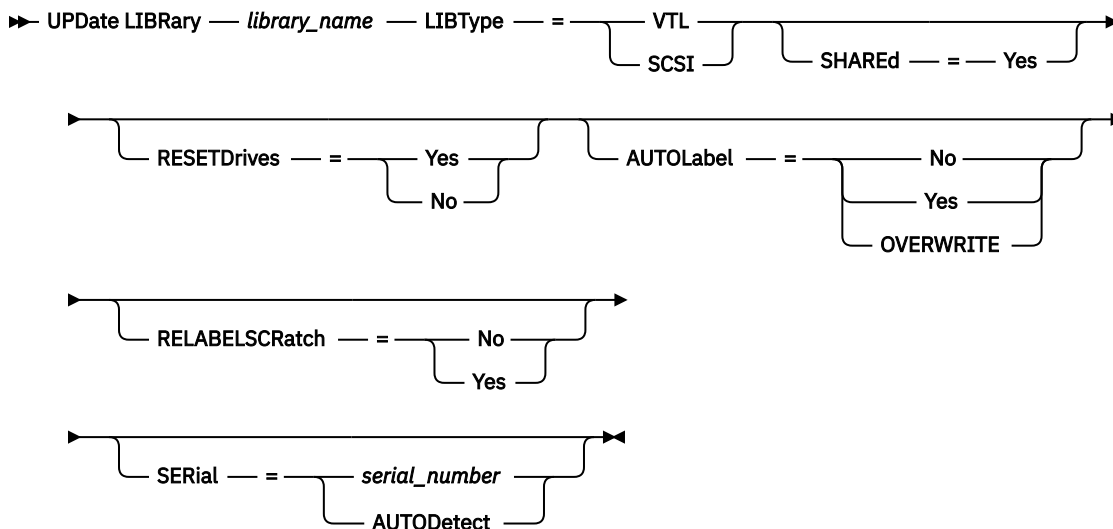 UPDate LIBRary library_name LIBType = VTL
SCSI SHAREd = Yes
RESETDrives = Yes AUTOLabel = No
No Yes
OVERWRITE
RELABELSCRatch = No
Yes
SERial = serial_number
AUTODetect